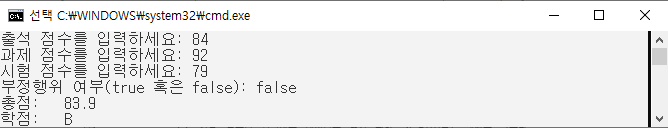 선택 C:₩WINDOWS₩system32₩cmd.exe
출석 점수를 입력하세요: 84
과제 점수를 입력하세요: 92
시험 점수를 입력하세요: 79
부정행위 여부(true 혹은 false): false
총점:   83.9
학점:   B